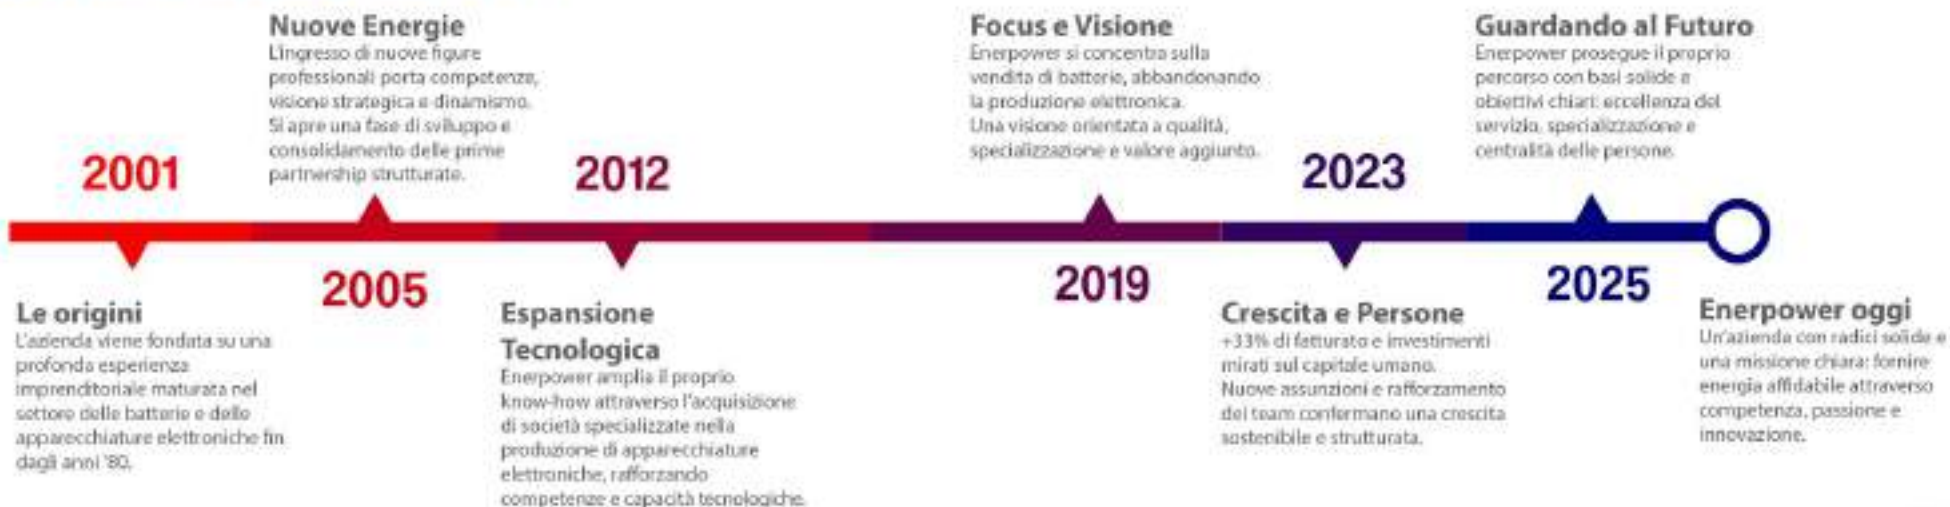 2001
Le origini
L'azienda viene fondata su una
profonda esperienza
imprenditoriale maturata nel
settore delle batterie e delle
apparecchiature elettroniche fin
dagli anni '80.
Nuove Energie
L'ingresso di nuove figure
professionali porta competenze,
visione strategica e dinamismo.
Si apre una fase di sviluppo e
consolidamento delle prime
partnership strutturate.
2005
2012
Espansione
Tecnologica
Enerpower amplia il proprio
know-how attraverso l'acquisizione
di società specializzate nella
produzione di apparecchiature
elettroniche, rafforzando
competenze e capacità tecnologiche.
Focus e Visione
Enerpower si concentra sulla
vendita di batterie, abbandonando
la produzione elettronica.
Una visione orientata a qualità,
specializzazione e valore aggiunto.
2019
2023
Crescita e Persone
+33% di fatturato e investimenti
mirati sul capitale umano.
Nuove assunzioni e rafforzamento
dei team confermano una crescita
sostenibile e strutturata.
Guardando al Futuro
Enerpower prosegue il proprio
percorso con basi solide e
obiettivi chiari: eccellenza del
servizio, specializzazione e
centralità delle persone.
2025
Enerpower oggi
Un'azienda con radici solide e
una missione chiara: fornire
energia affidabile attraverso
competenza, passione e
innovazione.